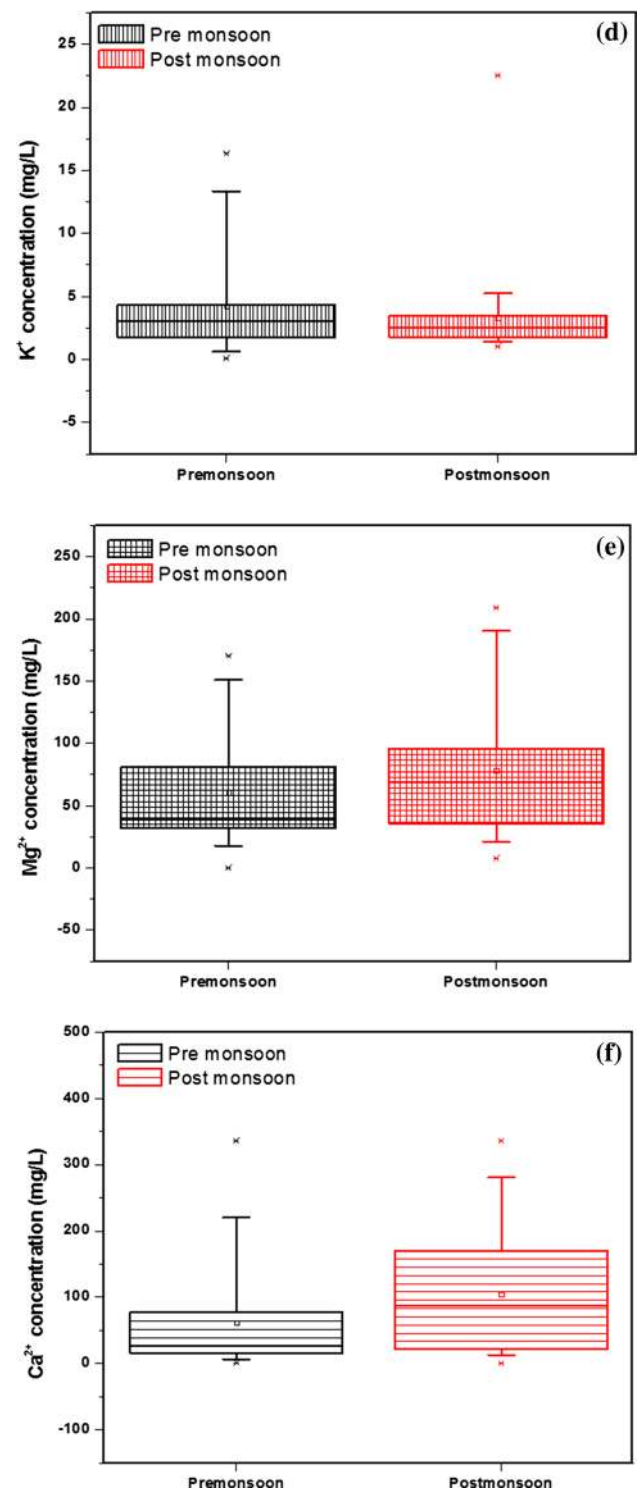 (d)
Pre monsoon
Post monsoon
25
20
15
10
5
0
-5
K⁺ concentration (mg/L)
Premonsoon Postmonsoon
(e)
Pre monsoon
Post monsoon
250
200
150
100
50
0
-50
Mg²⁺ concentration (mg/L)
Premonsoon Postmonsoon
(f)
Pre monsoon
Post monsoon
500
400
300
200
100
0
-100
Ca²⁺ concentration (mg/L)
Premonsoon Postmonsoon